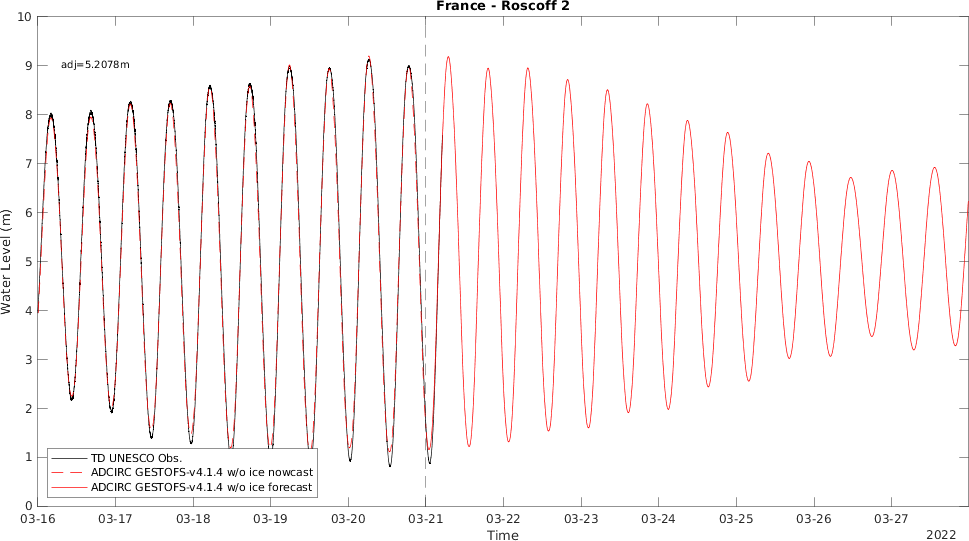 France - Roscoff 2
adj=5.2078m
10
9
8
7
6
5
4
3
2
1
0
Water Level (m)
TD UNESCO Obs.
ADCIRC GESTOFS-v4.1.4 w/o ice nowcast
ADCIRC GESTOFS-v4.1.4 w/o ice forecast
03-16 03-17 03-18 03-19 03-20 03-21 03-22 03-23 03-24 03-25 03-26 03-27
Time
2022